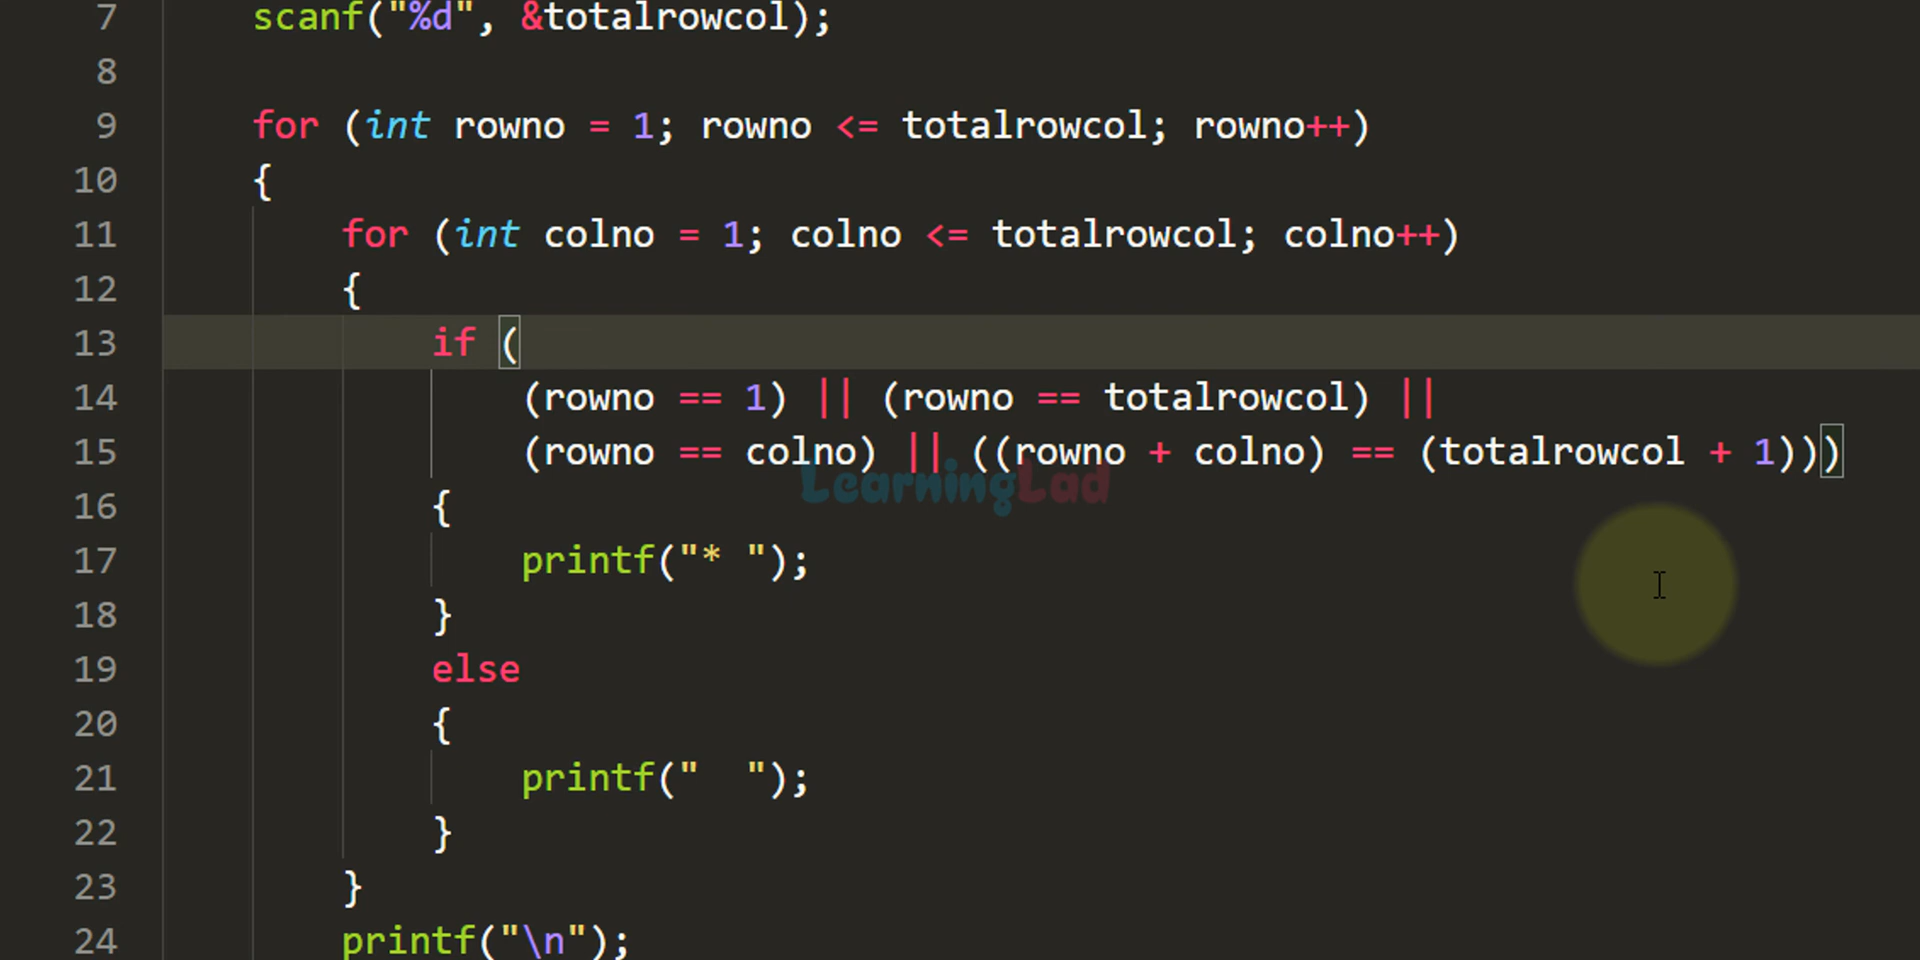 7 scanf("%d", &totalrowcol);
8
9 for (int rowno = 1; rowno <= totalrowcol; rowno++)
10 {
11 for (int colno = 1; colno <= totalrowcol; colno++)
12 {
13 if (
14 (rowno == 1) || (rowno == totalrowcol) ||
15 (rowno == colno) || ((rowno + colno) == (totalrowcol + 1)))
LearningLad
16 {
17 printf("* ");
18 }
19 else
20 {
21 printf("  ");
22 }
23 }
24 printf("\n");